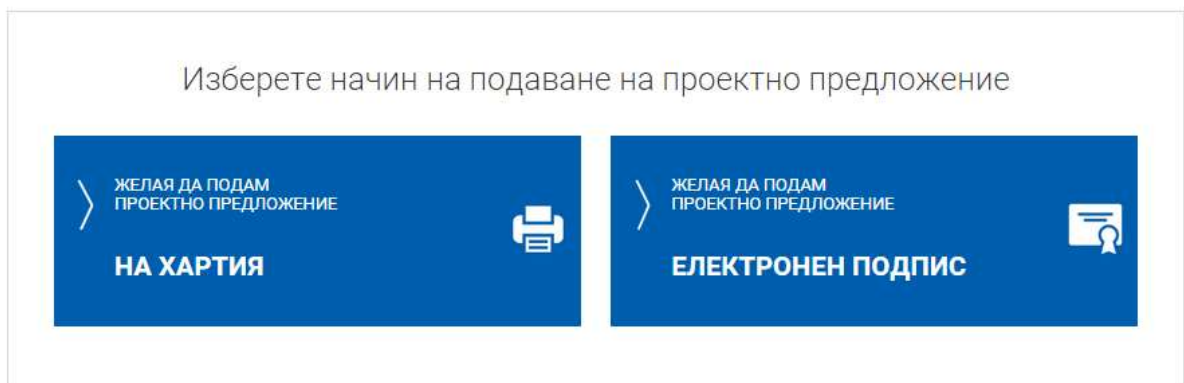 Изберете начин на подаване на проектно предложение
ЖЕЛАЯ ДА ПОДАМ
ПРОЕКТНО ПРЕДЛОЖЕНИЕ
НА ХАРТИЯ
ЖЕЛАЯ ДА ПОДАМ
ПРОЕКТНО ПРЕДЛОЖЕНИЕ
ЕЛЕКТРОНЕН ПОДПИС